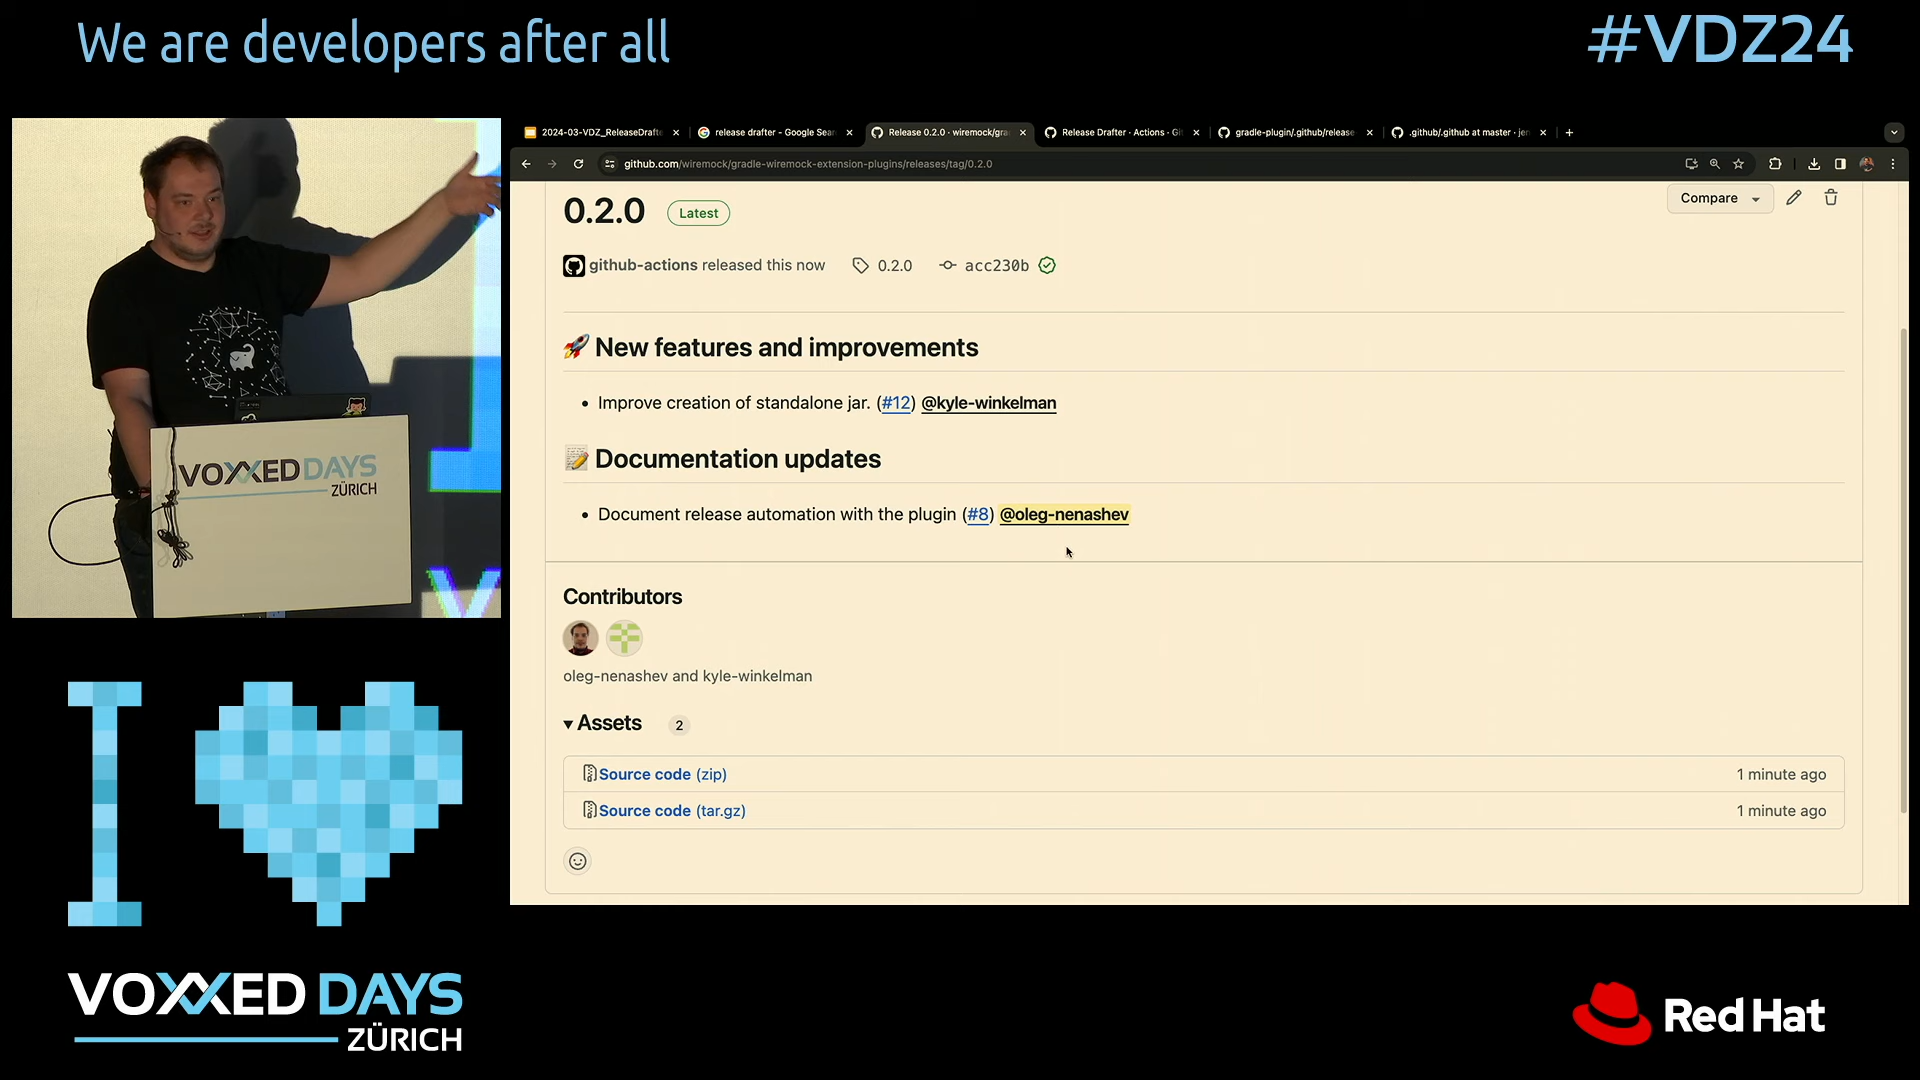 We are developers after all
#VDZ24
2024-03-VDZ_ReleaseDrafte
release drafter - Google Sear
Release 0.2.0 · wiremock/gra
Release Drafter · Actions · Gi
gradle-plugin/.github/release
.github/.github at master · jen
github.com/wiremock/gradle-wiremock-extension-plugins/releases/tag/0.2.0
0.2.0 Latest
Compare
github-actions released this now 0.2.0 acc230b
🚀 New features and improvements
• Improve creation of standalone jar. (#12) @kyle-winkelman
📝 Documentation updates
• Document release automation with the plugin (#8) @oleg-nenashev
Contributors
oleg-nenashev and kyle-winkelman
Assets 2
Source code (zip) 1 minute ago
Source code (tar.gz) 1 minute ago
VOXXED DAYS
ZÜRICH
I
VOXXED DAYS
ZÜRICH
Red Hat